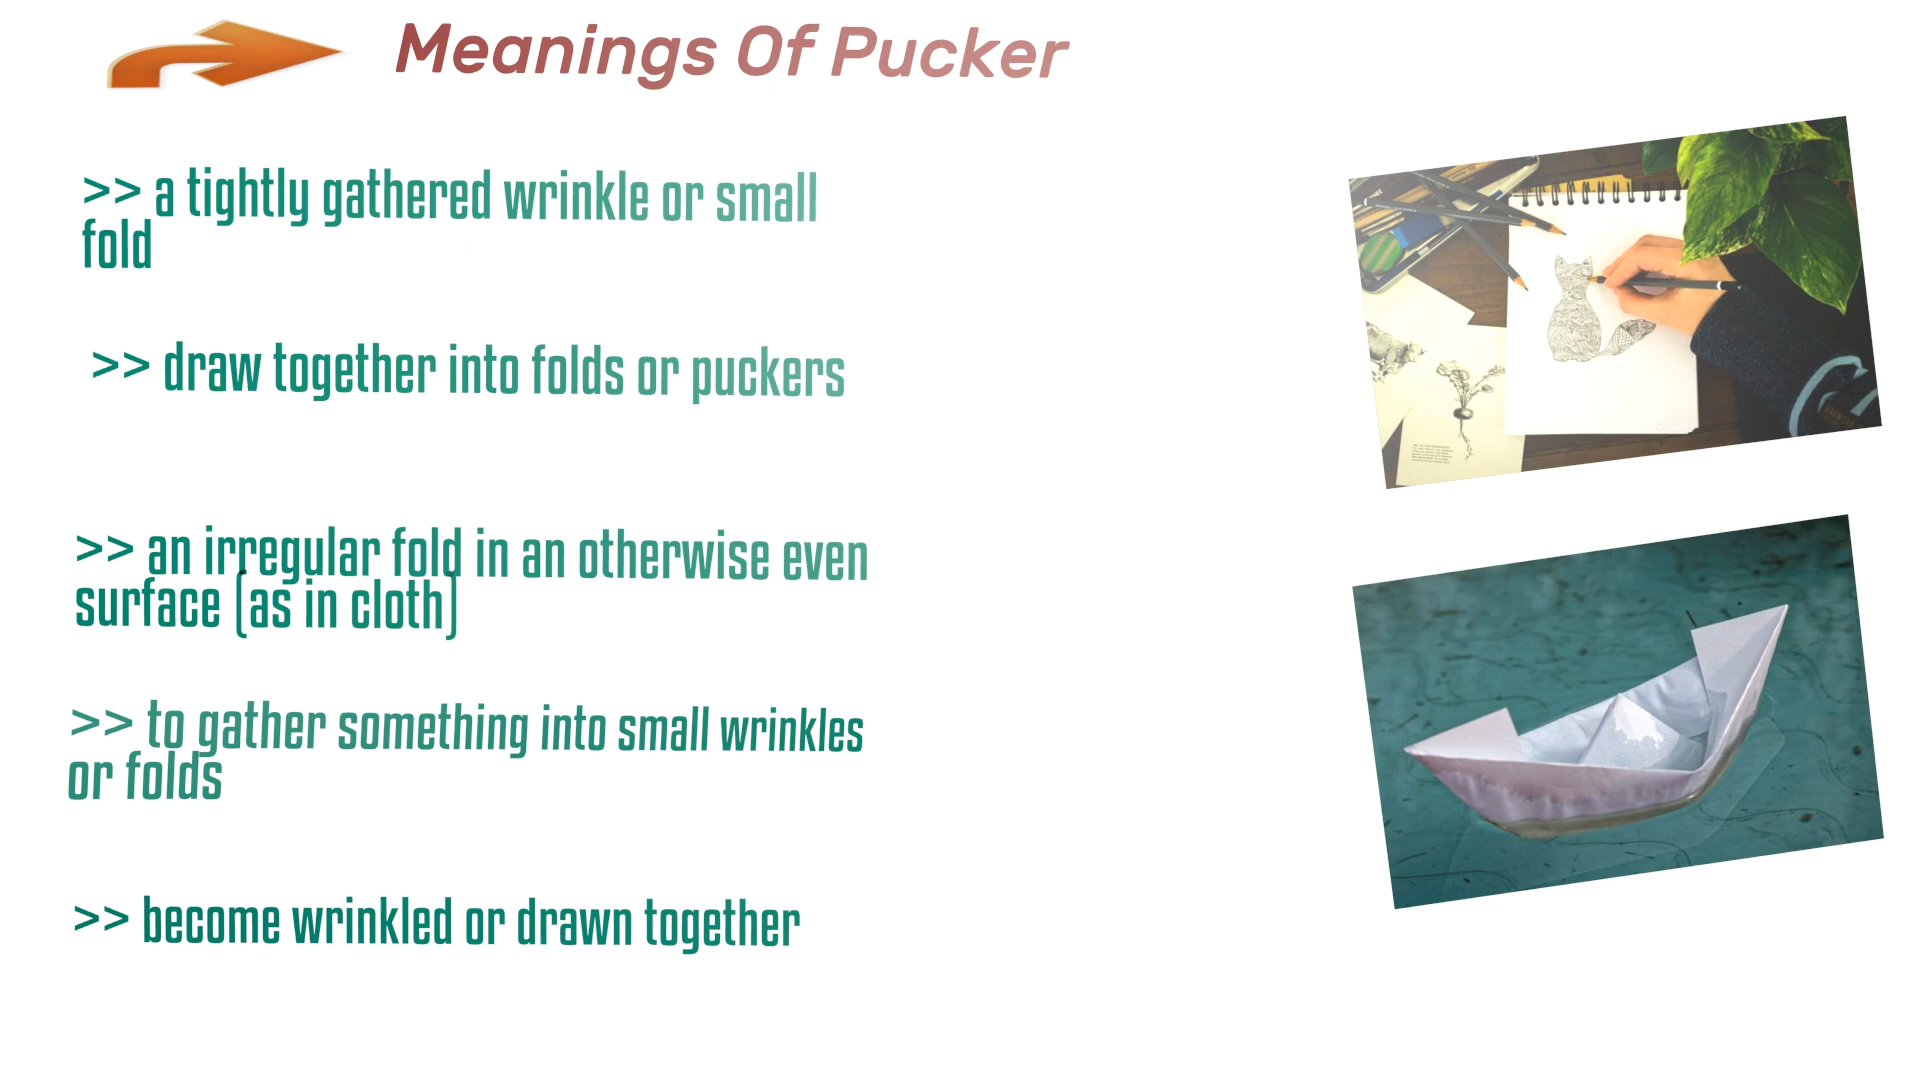 Meanings Of Pucker
>> a tightly gathered wrinkle or small
fold
>> draw together into folds or puckers
>> an irregular fold in an otherwise even
surface (as in cloth)
>> to gather something into small wrinkles
or folds
>> become wrinkled or drawn together